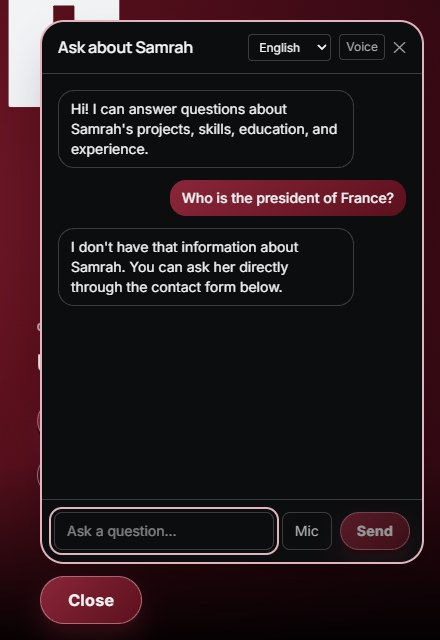 Ask about Samrah
English
Voice
Hi! I can answer questions about
Samrah's projects, skills, education, and
experience.
Who is the president of France?
I don't have that information about
Samrah. You can ask her directly
through the contact form below.
Ask a question...
Mic
Send
Close